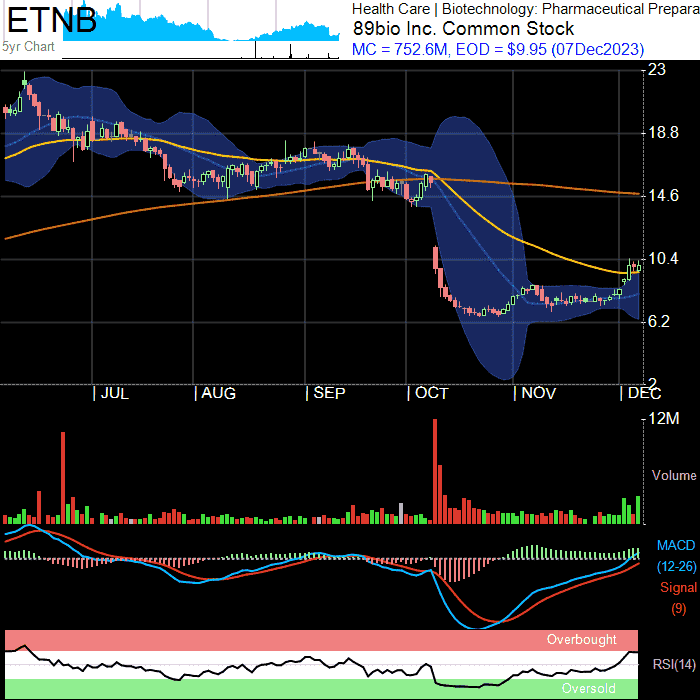 ETNB
5yr Chart
Health Care | Biotechnology: Pharmaceutical Prepara
89bio Inc. Common Stock
MC = 752.6M, EOD = $9.95 (07Dec2023)
23
18.8
14.6
10.4
6.2
2
JUL
AUG
SEP
OCT
NOV
DEC
12M
Volume
MACD
(12-26)
Signal
(9)
Overbought
RSI(14)
Oversold